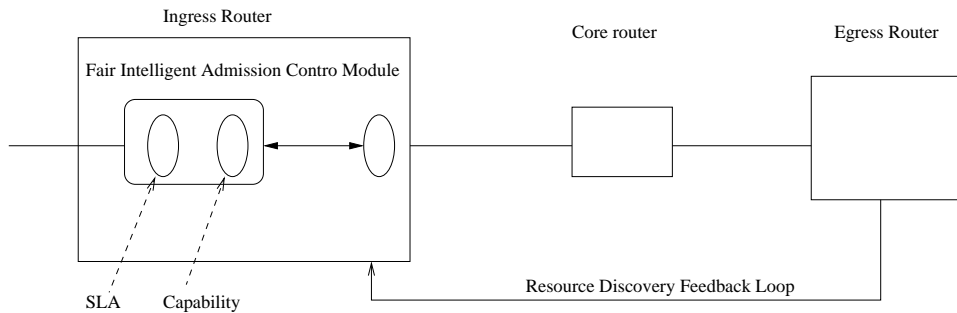 Ingress Router
Core router
Egress Router
Fair Intelligent Admission Contro Module
Resource Discovery Feedback Loop
SLA
Capability